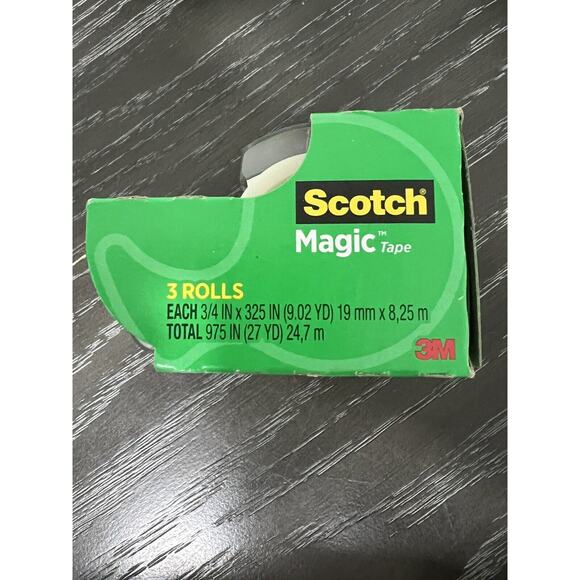 Scotch®
Magic™ Tape
3 ROLLS
EACH 3/4 IN x 325 IN (9.02 YD) 19 mm x 8,25 m
TOTAL 975 IN (27 YD) 24,7 m
3M